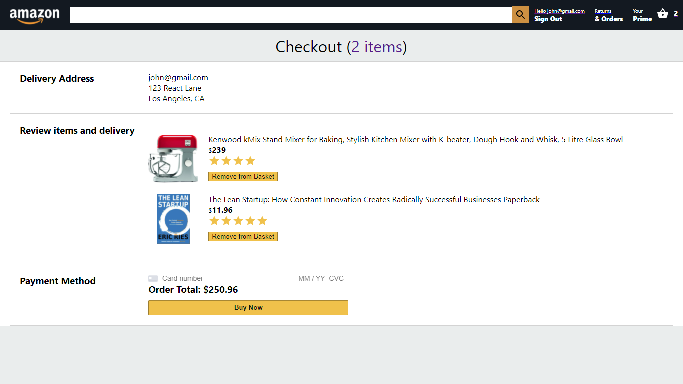 amazon
Hello john@gmail.com
Sign Out
Returns
& Orders
Your
Prime
2
Checkout (2 items)
Delivery Address
john@gmail.com
123 React Lane
Los Angeles, CA
Review items and delivery
Kenwood kMix Stand Mixer for Baking, Stylish Kitchen Mixer with K-beater, Dough Hook and Whisk, 5 Litre Glass Bowl
$239
Remove from Basket
THE LEAN
STARTUP
ERIC RIES
The Lean Startup: How Constant Innovation Creates Radically Successful Businesses Paperback
$11.96
Remove from Basket
Payment Method
Card number
MM / YY CVC
Order Total: $250.96
Buy Now